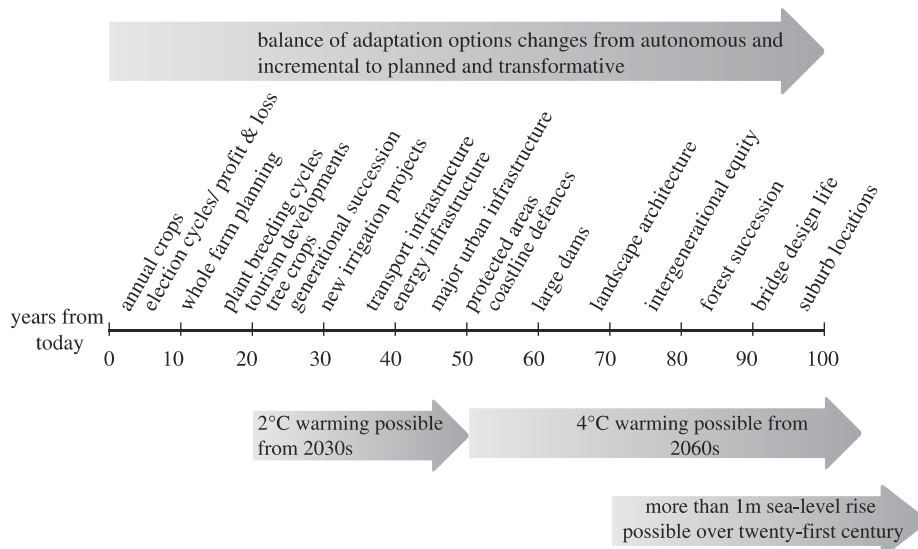 balance of adaptation options changes from autonomous and
incremental to planned and transformative
annual crops
election cycles/ profit & loss
whole farm planning
plant breeding cycles
tourism developments
tree crops
generational succession
new irrigation projects
transport infrastructure
energy infrastructure
major urban infrastructure
protected areas
coastline defences
large dams
landscape architecture
intergenerational equity
forest succession
bridge design life
suburb locations
years from
today
0 10 20 30 40 50 60 70 80 90 100
2°C warming possible
from 2030s
4°C warming possible from
2060s
more than 1m sea-level rise
possible over twenty-first century